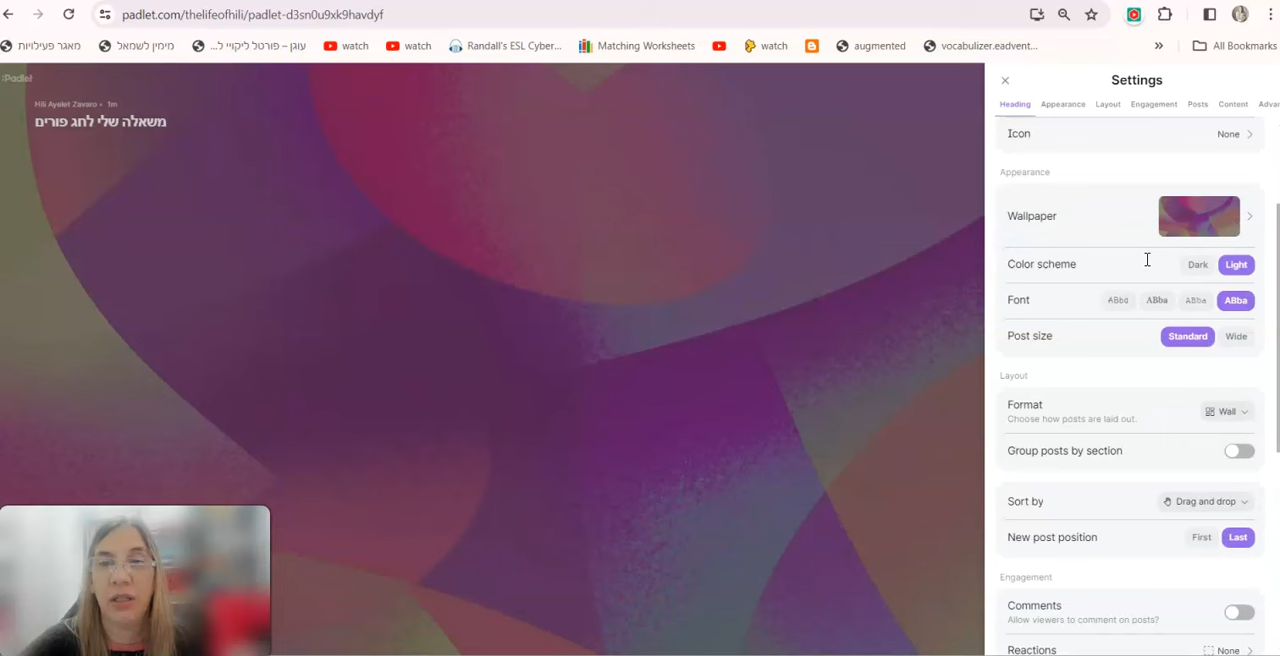 padlet.com/thelifeofhili/padlet-d3sn0u9xk9havdyf
מאגר פעילויות
מימין לשמאל
עוגן – פורטל ליקויי ל...
watch
watch
Randall's ESL Cyber...
Matching Worksheets
watch
augmented
vocabulizer.eadvent...
»
All Bookmarks
:Padlet
Hili Ayelet Zavaro • 1m
משאלה שלי לחג פורים
Settings
Heading Appearance Layout Engagement Posts Content Advan
Icon None
Appearance
Wallpaper
Color scheme Dark Light
Font ABbd ABba ABba ABba
Post size Standard Wide
Layout
Format Wall
Choose how posts are laid out.
Group posts by section
Sort by Drag and drop
New post position First Last
Engagement
Comments
Allow viewers to comment on posts?
Reactions None